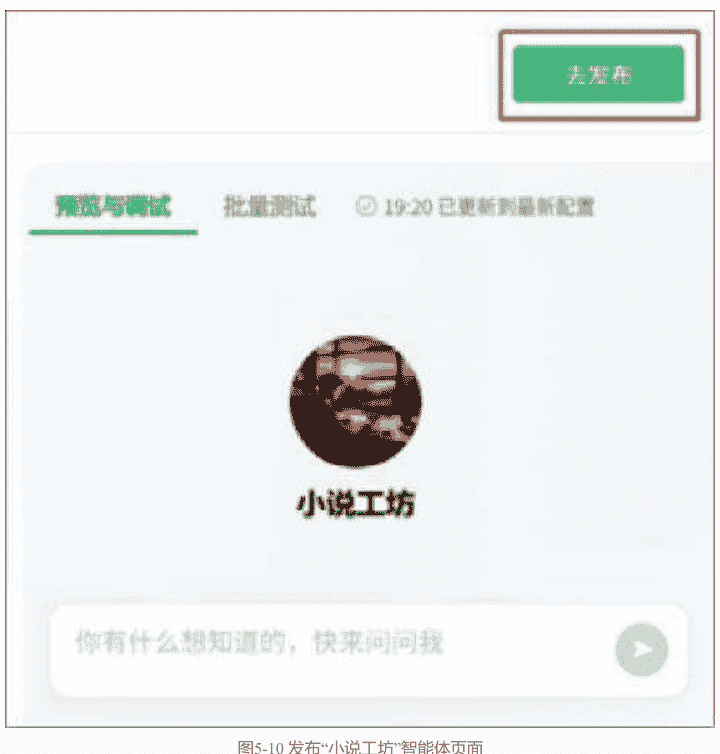 去发布
预览与调试 批量测试 19:20 已更新到最新配置
小说工坊
你有什么想知道的，快来问问我
图5-10 发布“小说工坊”智能体页面